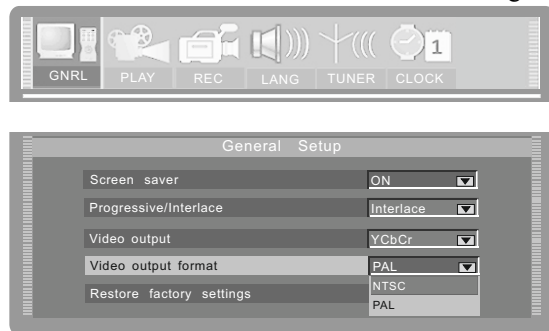 1
GNRL PLAY REC LANG TUNER CLOCK
General Setup
Screen saver ON
Progressive/Interlace Interlace
Video output YCbCr
Video output format PAL
NTSC
Restore factory settings PAL